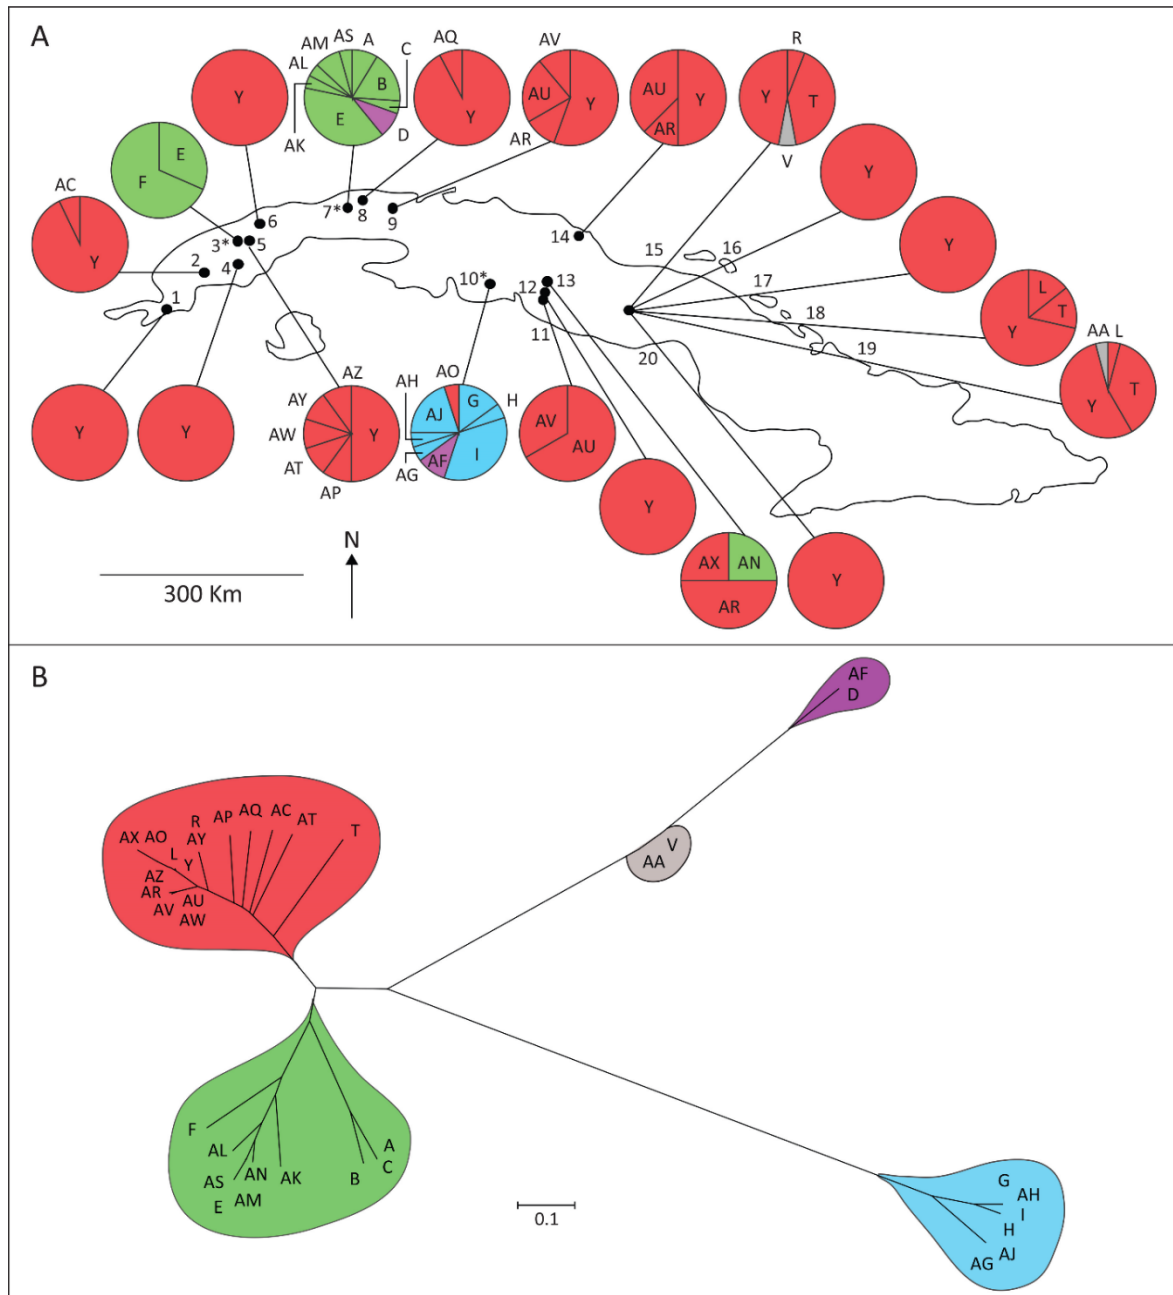 A
AS
A
AM
C
AL
B
AK
E
D
Y
AQ
Y
AV
AU
Y
AR
AU
Y
AR
R
Y
T
V
Y
Y
L
T
Y
AA L
T
Y
E
F
AC
Y
1
2
3*
4
5
6
7*
8
9
10*
11
12
13
14
15
16
17
18
19
20
Y
Y
AZ
AY
Y
AW
AT
AP
AO
AH
G
H
AJ
I
AG
AF
AV
AU
Y
AX
AN
AR
Y
N
300 Km
B
AF
D
V
AA
R
AP
AQ
AC
AT
T
AX
AO
AY
L
Y
AZ
AR
AU
AV
AW
F
AL
A
C
AS
AN
AK
B
E
AM
0.1
G
AH
I
H
AJ
AG